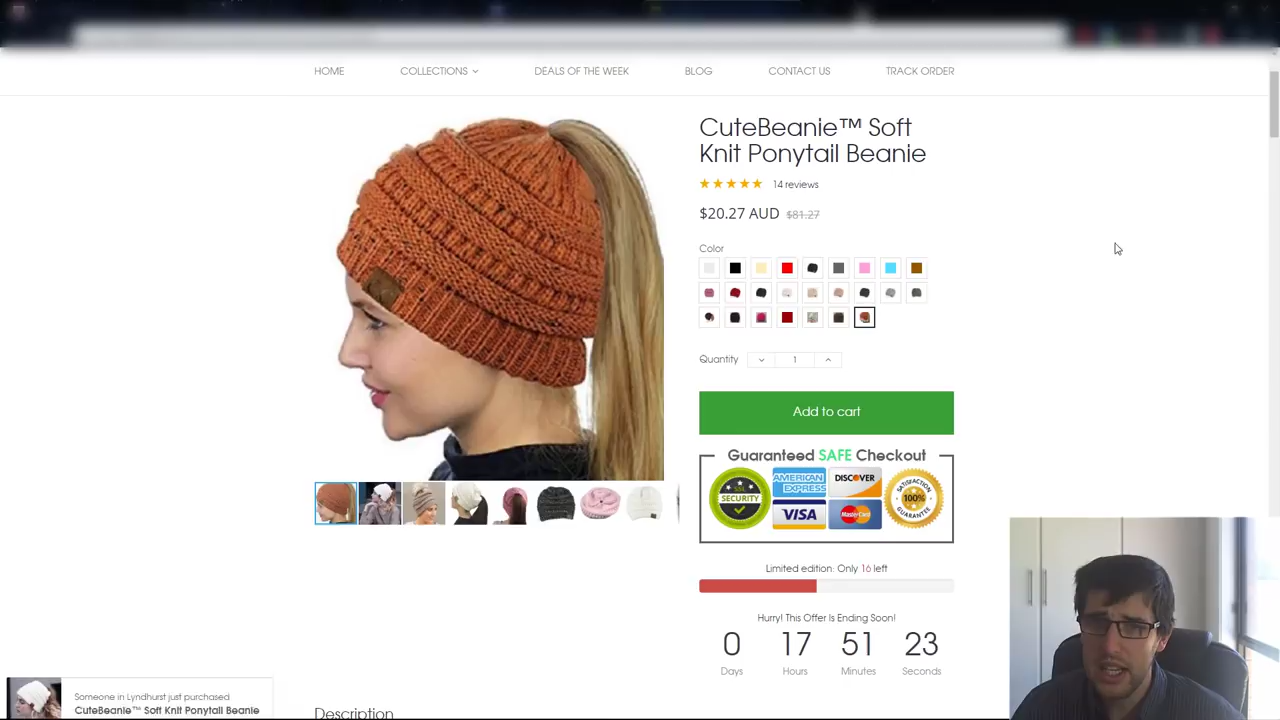 HOME COLLECTIONS DEALS OF THE WEEK BLOG CONTACT US TRACK ORDER
CuteBeanie™ Soft
Knit Ponytail Beanie
14 reviews
$20.27 AUD $81.27
Color
Quantity 1
Add to cart
Guaranteed SAFE Checkout
SSL
SECURITY
AMERICAN
EXPRESS
DISCOVER
SATISFACTION
100%
GUARANTEE
VISA
MasterCard
Limited edition: Only 16 left
Hurry! This Offer Is Ending Soon!
0 17 51 23
Days Hours Minutes Seconds
Someone in Lyndhurst just purchased
CuteBeanie™ Soft Knit Ponytail Beanie
Description